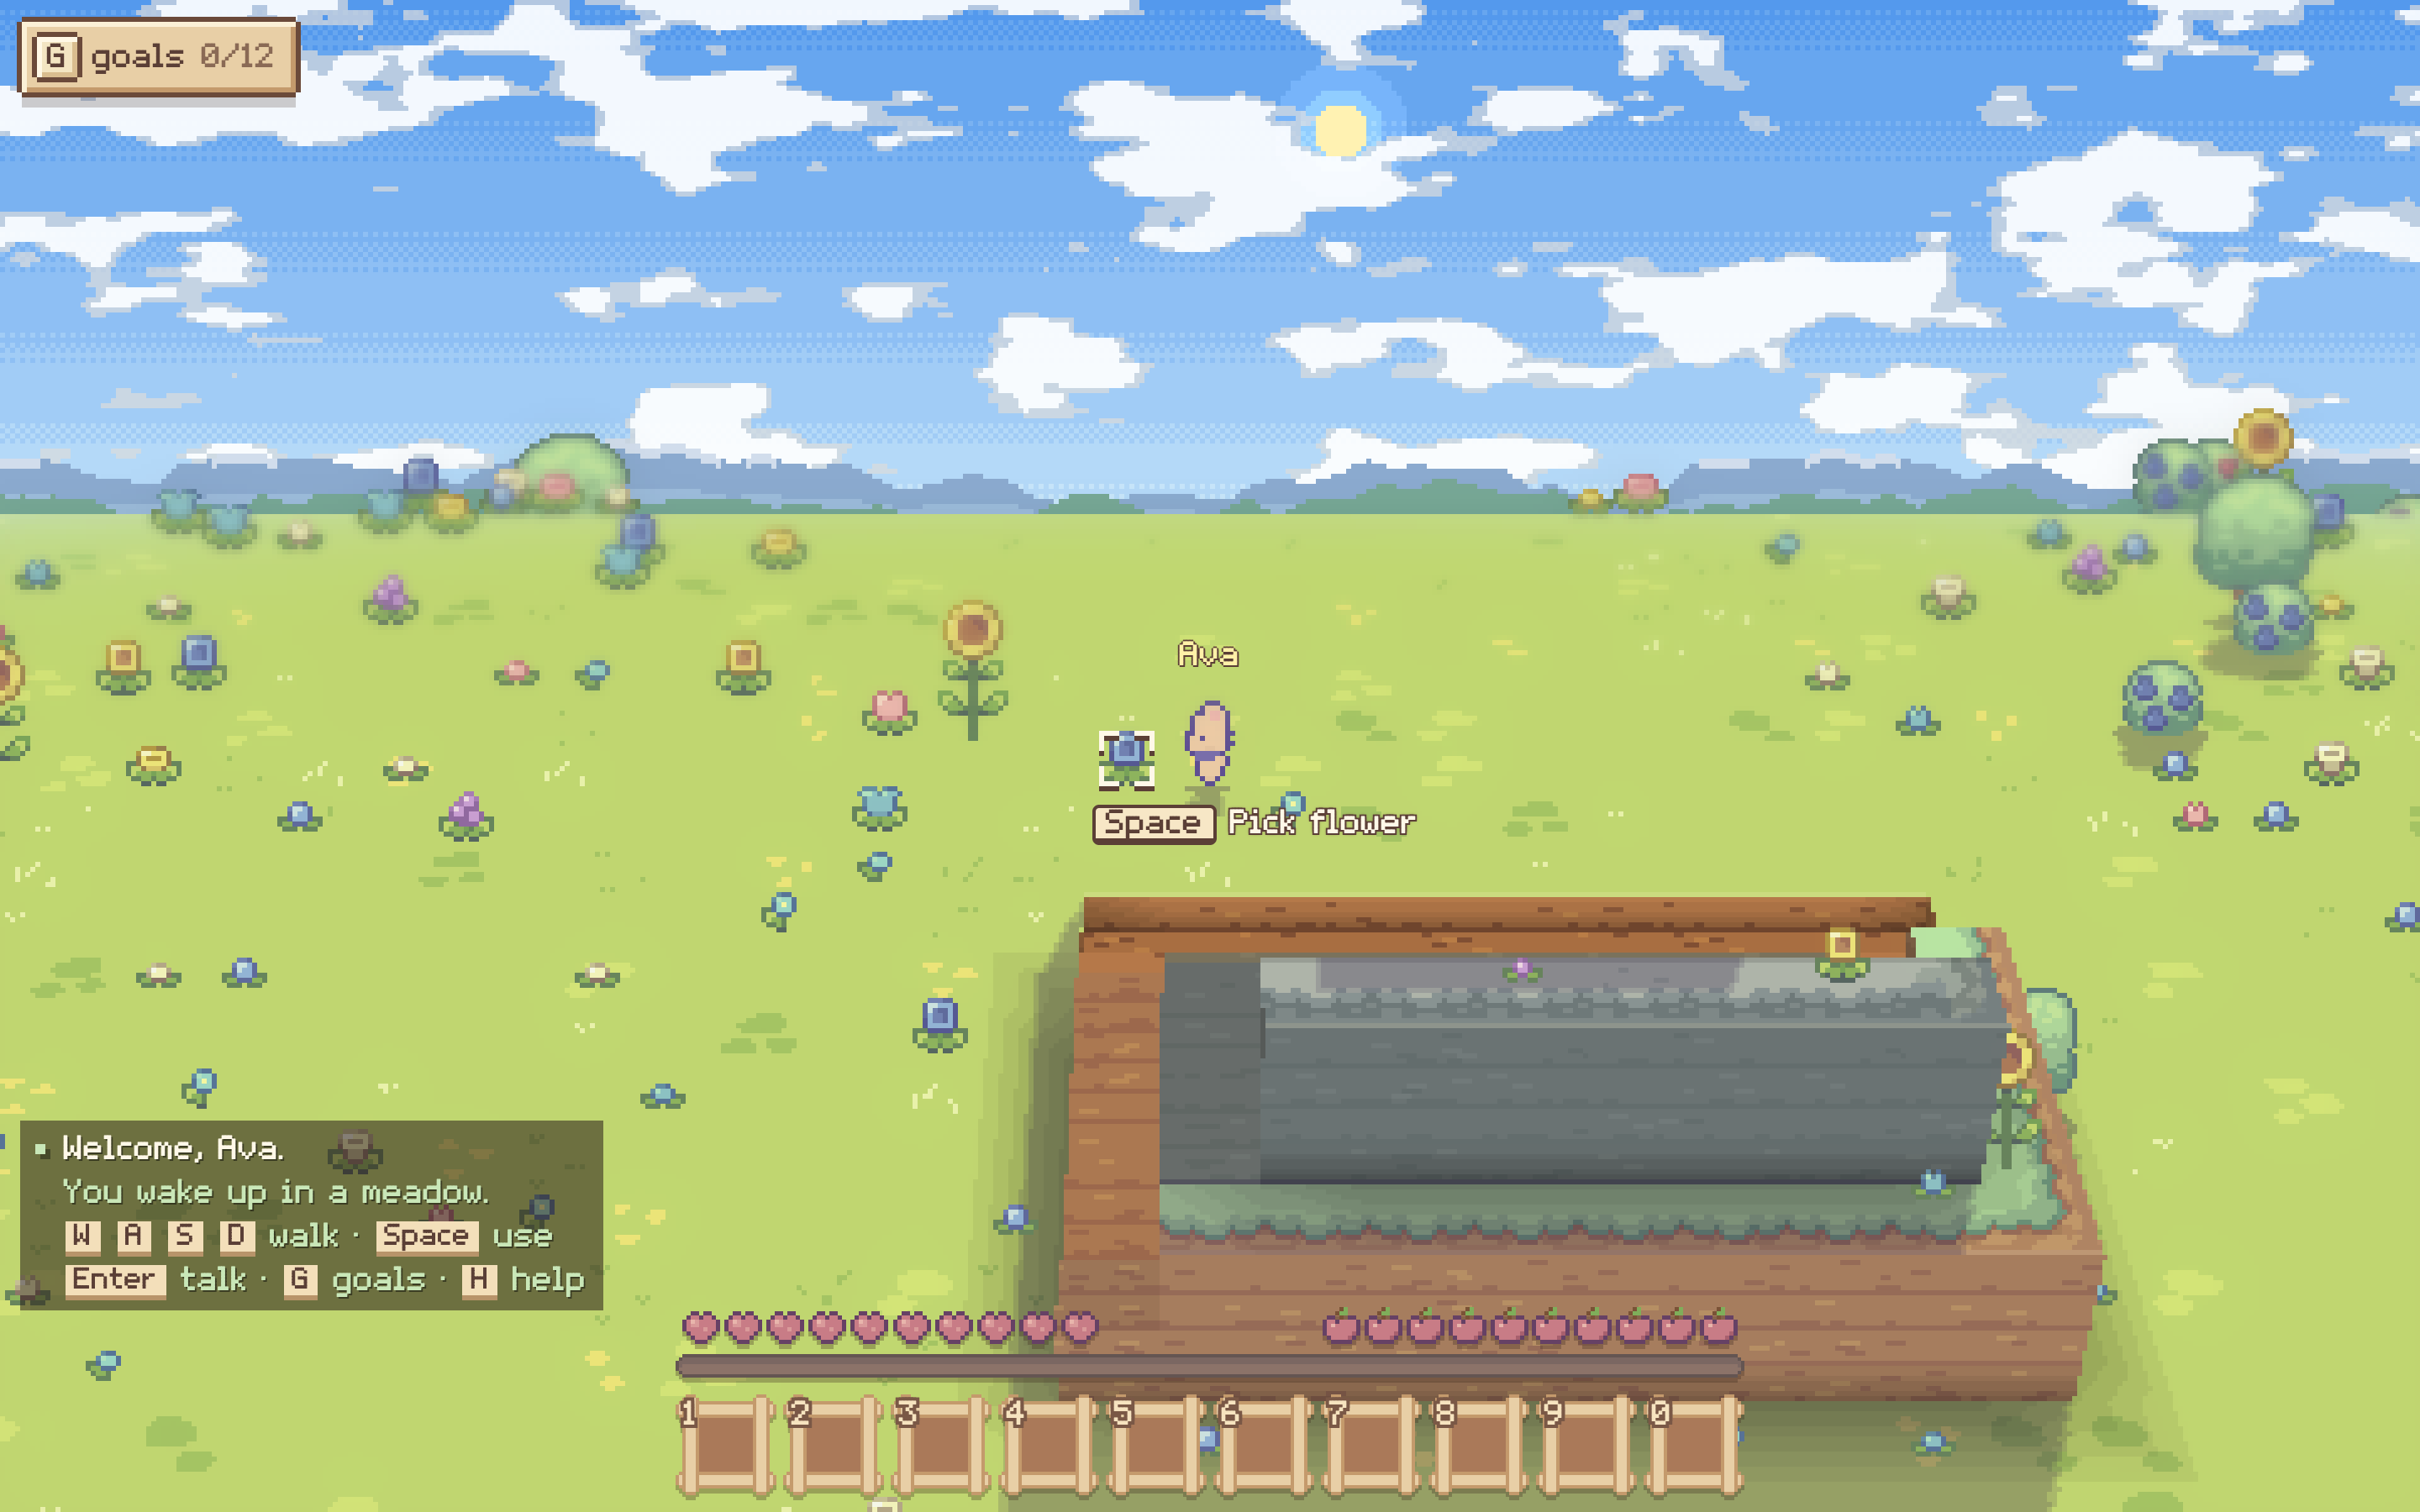 G goals 0/12
Ava
Space Pick flower
Welcome, Ava.
You wake up in a meadow.
W A S D walk · Space use
Enter talk · G goals · H help
1 2 3 4 5 6 7 8 9 0